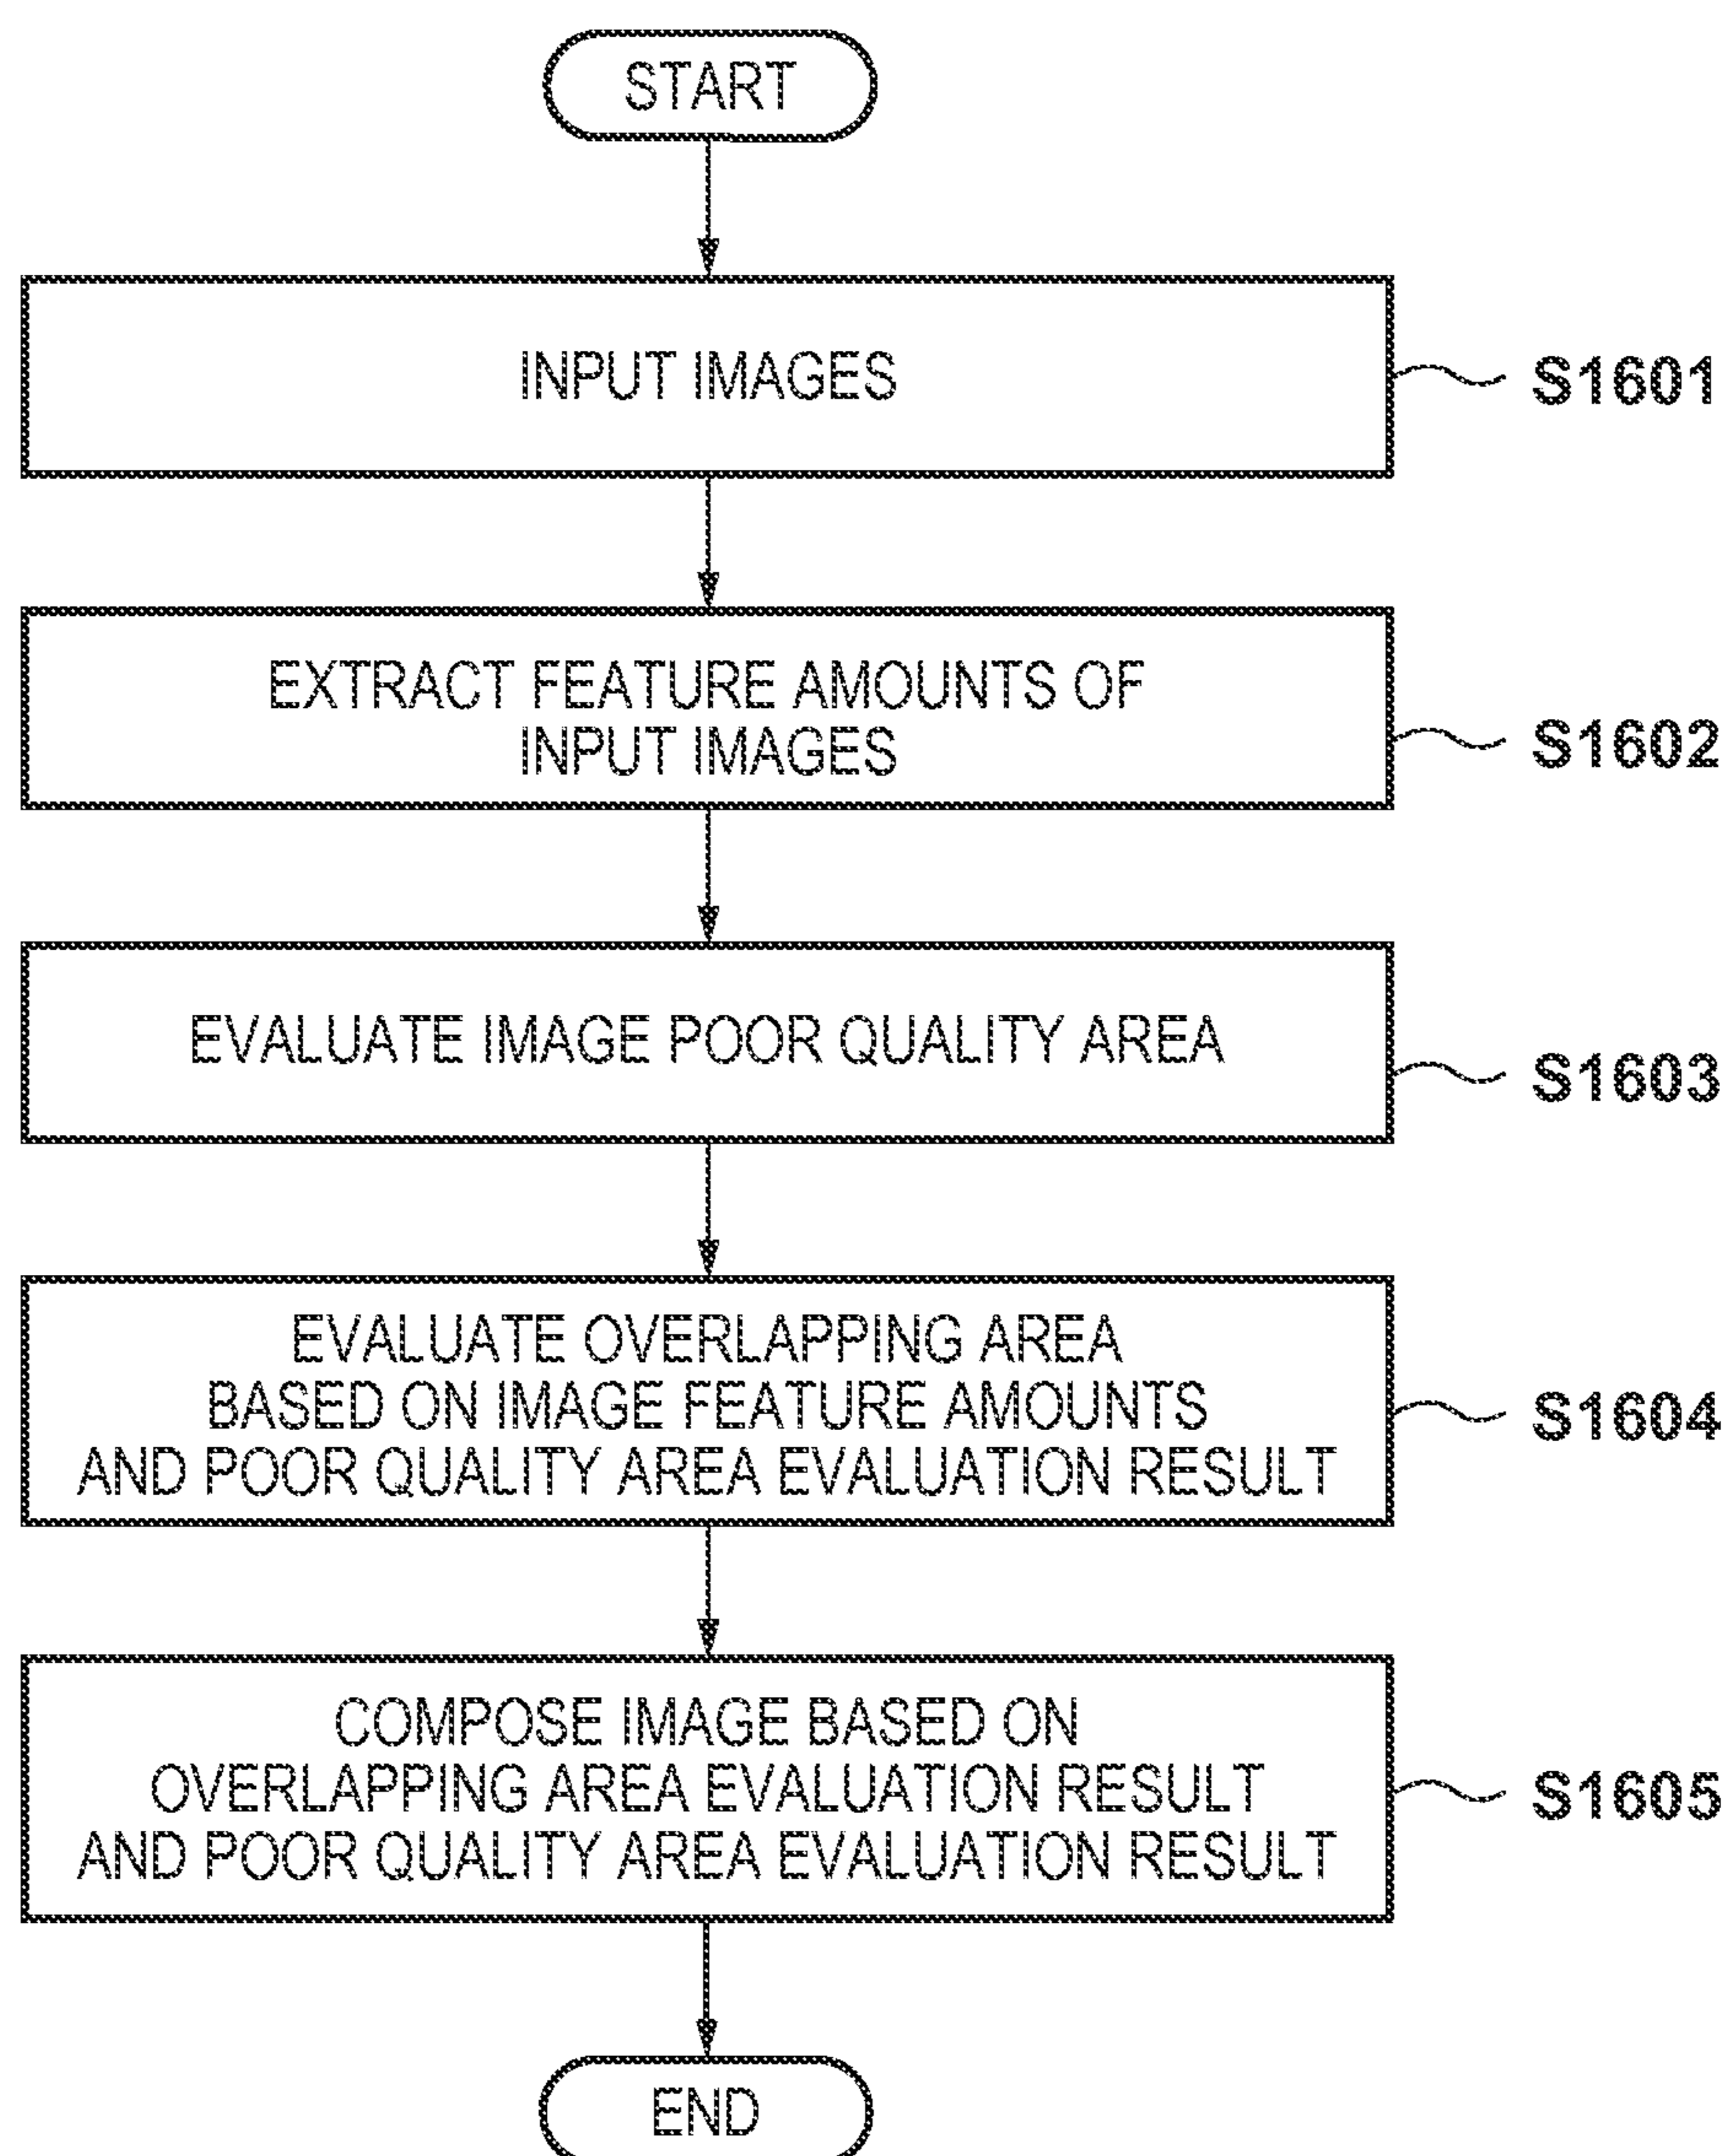 START
INPUT IMAGES
S1601
EXTRACT FEATURE AMOUNTS OF
INPUT IMAGES
S1602
EVALUATE IMAGE POOR QUALITY AREA
S1603
EVALUATE OVERLAPPING AREA
BASED ON IMAGE FEATURE AMOUNTS
AND POOR QUALITY AREA EVALUATION RESULT
S1604
COMPOSE IMAGE BASED ON
OVERLAPPING AREA EVALUATION RESULT
AND POOR QUALITY AREA EVALUATION RESULT
S1605
END